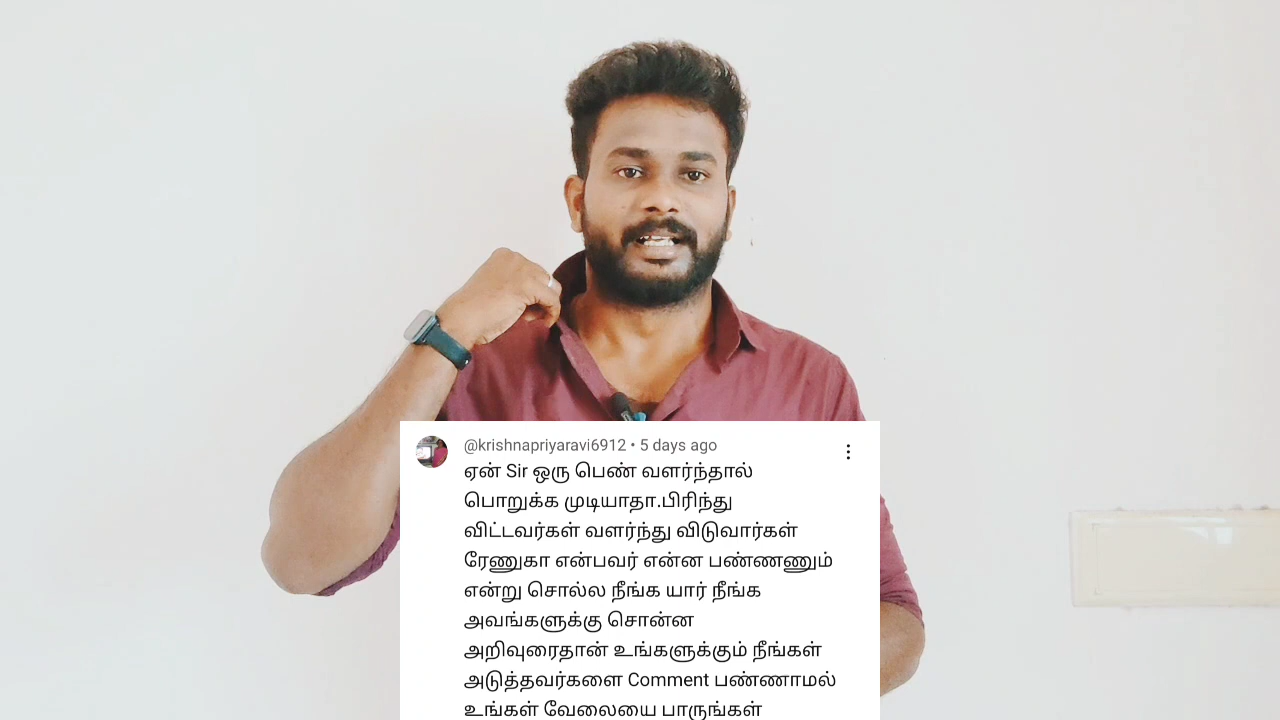 @krishnapriyaravi6912 • 5 days ago
ஏன் Sir ஒரு பெண் வளர்ந்தால்
பொறுக்க முடியாதா.பிரிந்து
விட்டவர்கள் வளர்ந்து விடுவார்கள்
ரேணுகா என்பவர் என்ன பண்ணணும்
என்று சொல்ல நீங்க யார் நீங்க
அவங்களுக்கு சொன்ன
அறிவுரைதான் உங்களுக்கும் நீங்கள்
அடுத்தவர்களை Comment பண்ணாமல்
உங்கள் வேலையை பாருங்கள்